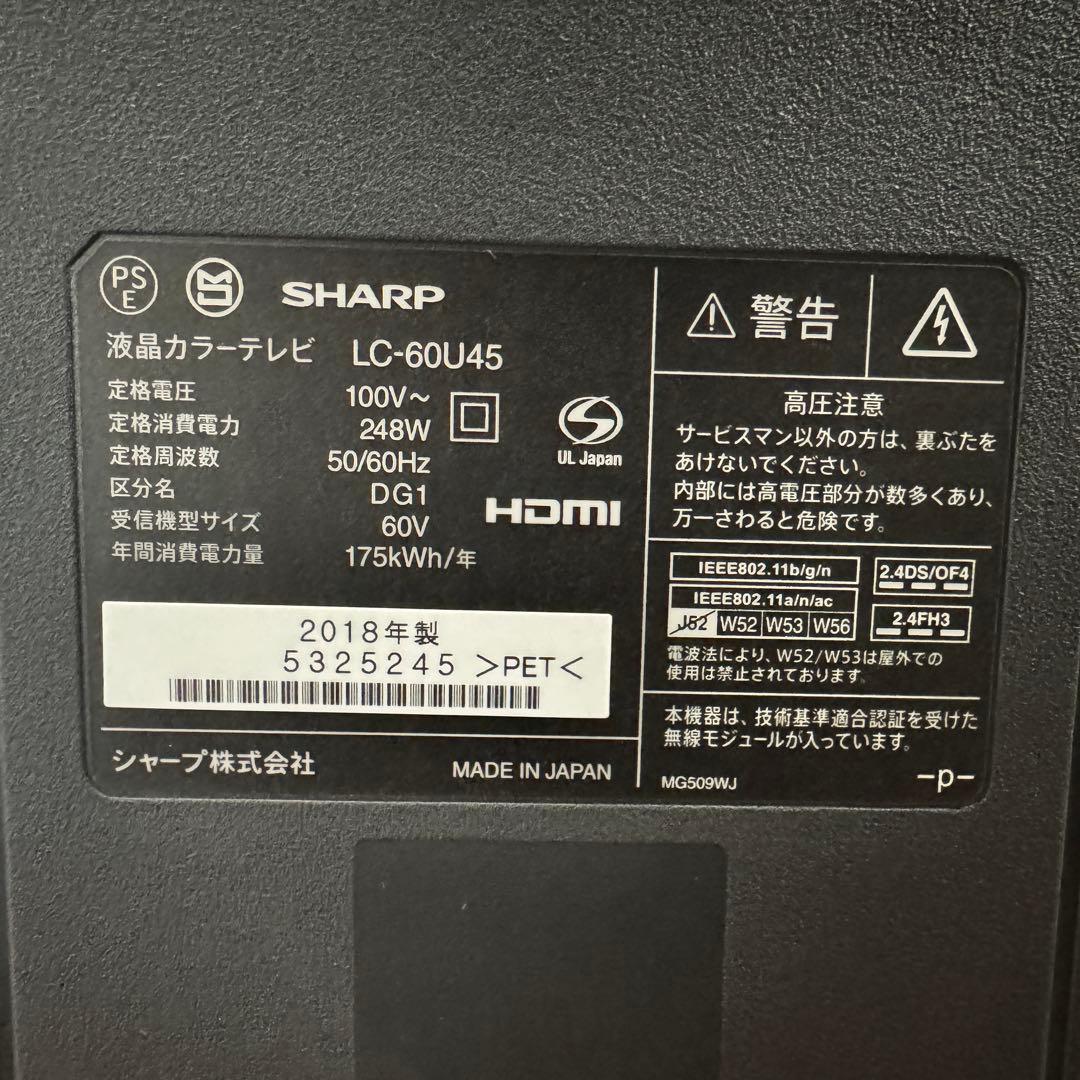 PS
E
SHARP
液晶カラーテレビ LC-60U45
定格電圧 100V～
定格消費電力 248W
定格周波数 50/60Hz
区分名 DG1
受信機型サイズ 60V
年間消費電力量 175kWh/年
UL Japan
HDMI
2018年製
5325245 >PET<
シャープ株式会社
MADE IN JAPAN
警告
高圧注意
サービスマン以外の方は、裏ぶたを
あけないでください。
内部には高電圧部分が数多くあり、
万一さわると危険です。
IEEE802.11b/g/n
IEEE802.11a/n/ac
J52 W52 W53 W56
2.4DS/OF4
2.4FH3
電波法により、W52/W53は屋外での
使用は禁止されております。
本機器は、技術基準適合認証を受けた
無線モジュールが入っています。
MG509WJ
-p-